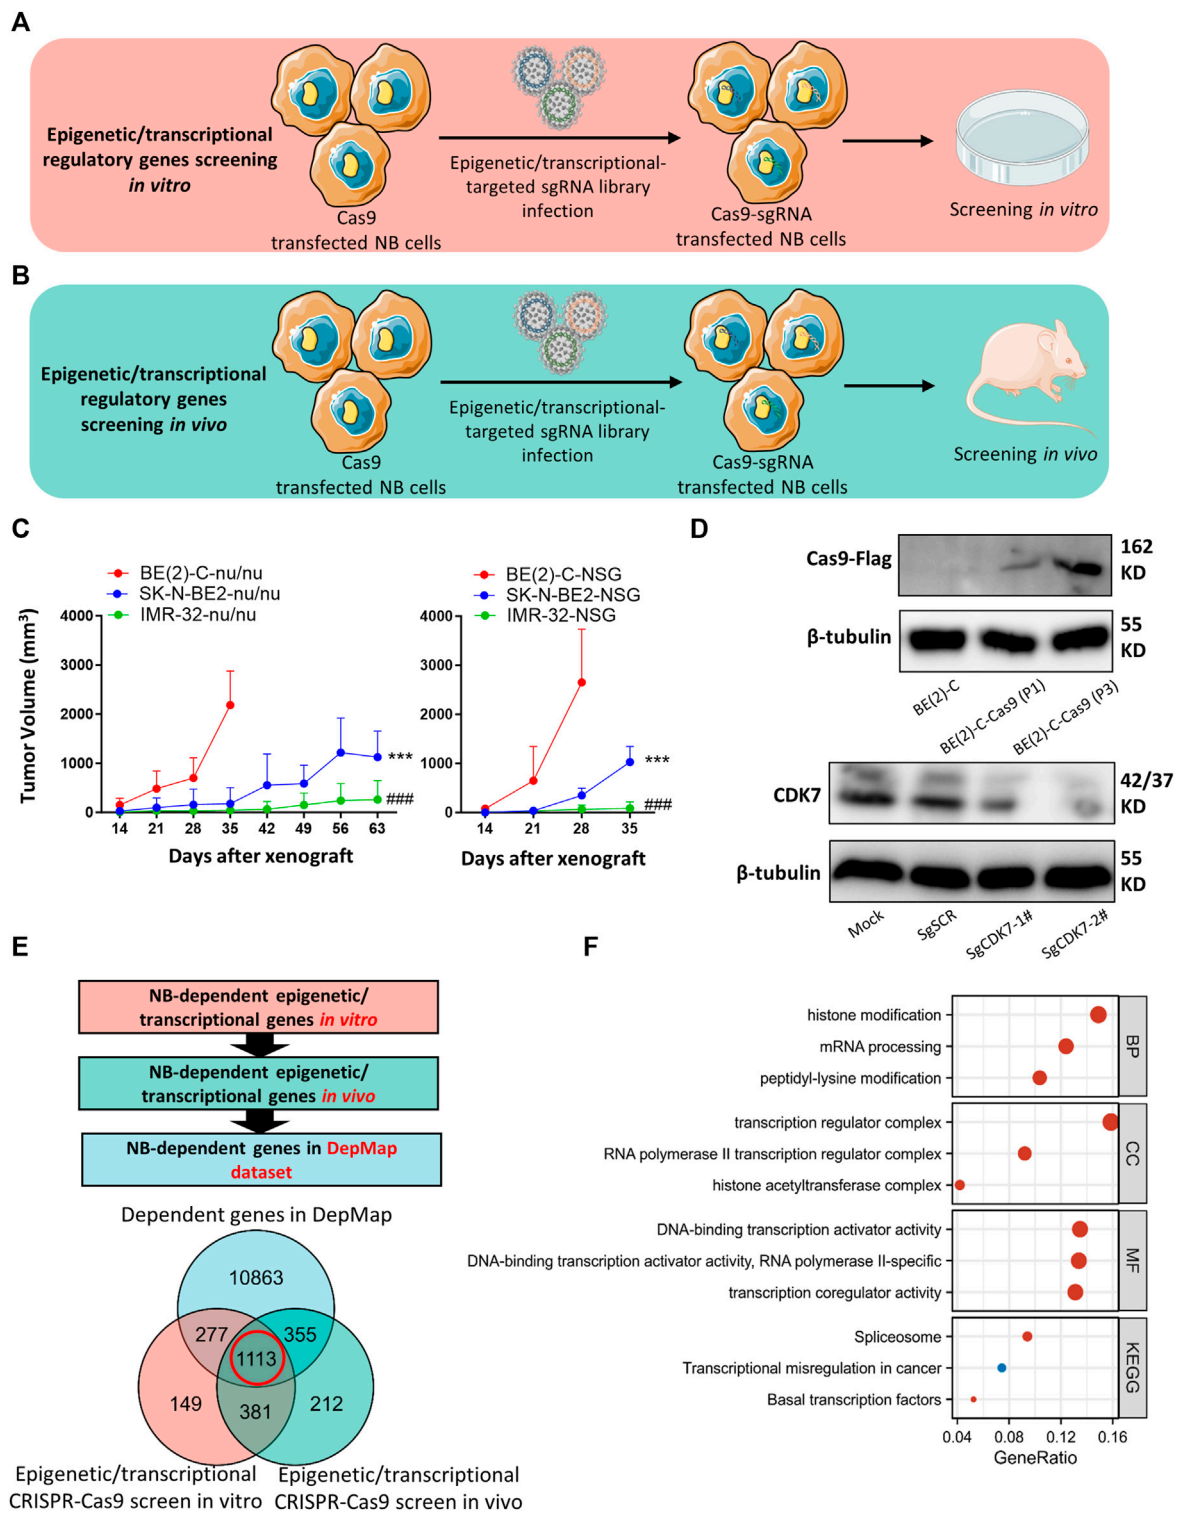 A
Epigenetic/transcriptional
regulatory genes screening
in vitro
Cas9
transfected NB cells
Epigenetic/transcriptional-
targeted sgRNA library
infection
Cas9-sgRNA
transfected NB cells
Screening in vitro
B
Epigenetic/transcriptional
regulatory genes
screening in vivo
Cas9
transfected NB cells
Epigenetic/transcriptional-
targeted sgRNA library
infection
Cas9-sgRNA
transfected NB cells
Screening in vivo
C
BE(2)-C-nu/nu
SK-N-BE2-nu/nu
IMR-32-nu/nu
Tumor Volume (mm³)
4000
3000
2000
1000
0
14 21 28 35 42 49 56 63
***
###
Days after xenograft
BE(2)-C-NSG
SK-N-BE2-NSG
IMR-32-NSG
4000
3000
2000
1000
0
14 21 28 35
***
###
Days after xenograft
D
Cas9-Flag
162
KD
β-tubulin
55
KD
BE(2)-C
BE(2)-C-Cas9 (P1)
BE(2)-C-Cas9 (P3)
CDK7
42/37
KD
β-tubulin
55
KD
Mock
SgSCR
SgCDK7-1#
SgCDK7-2#
E
NB-dependent epigenetic/
transcriptional genes in vitro
NB-dependent epigenetic/
transcriptional genes in vivo
NB-dependent genes in DepMap
dataset
Dependent genes in DepMap
10863
277
355
1113
149
381
212
Epigenetic/transcriptional
CRISPR-Cas9 screen in vitro
Epigenetic/transcriptional
CRISPR-Cas9 screen in vivo
F
histone modification
mRNA processing
peptidyl-lysine modification
BP
transcription regulator complex
RNA polymerase II transcription regulator complex
histone acetyltransferase complex
CC
DNA-binding transcription activator activity
DNA-binding transcription activator activity, RNA polymerase II-specific
transcription coregulator activity
MF
Spliceosome
Transcriptional misregulation in cancer
Basal transcription factors
KEGG
0.04 0.08 0.12 0.16
GeneRatio